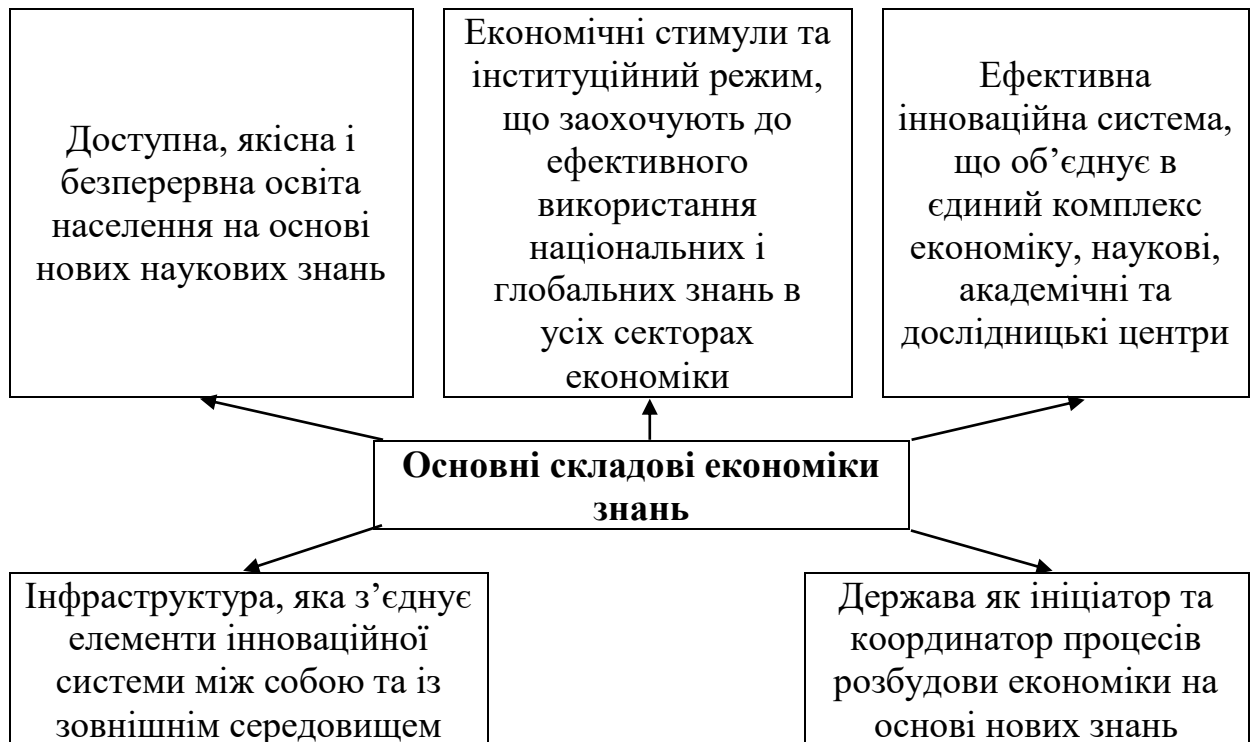 Доступна, якісна і
безперервна освіта
населення на основі
нових наукових знань
Економічні стимули та
інституційний режим,
що заохочують до
ефективного
використання
національних і
глобальних знань в
усіх секторах
економіки
Ефективна
інноваційна система,
що об’єднує в
єдиний комплекс
економіку, наукові,
академічні та
дослідницькі центри
Основні складові економіки
знань
Інфраструктура, яка з’єднує
елементи інноваційної
системи між собою та із
зовнішнім середовищем
Держава як ініціатор та
координатор процесів
розбудови економіки на
основі нових знань